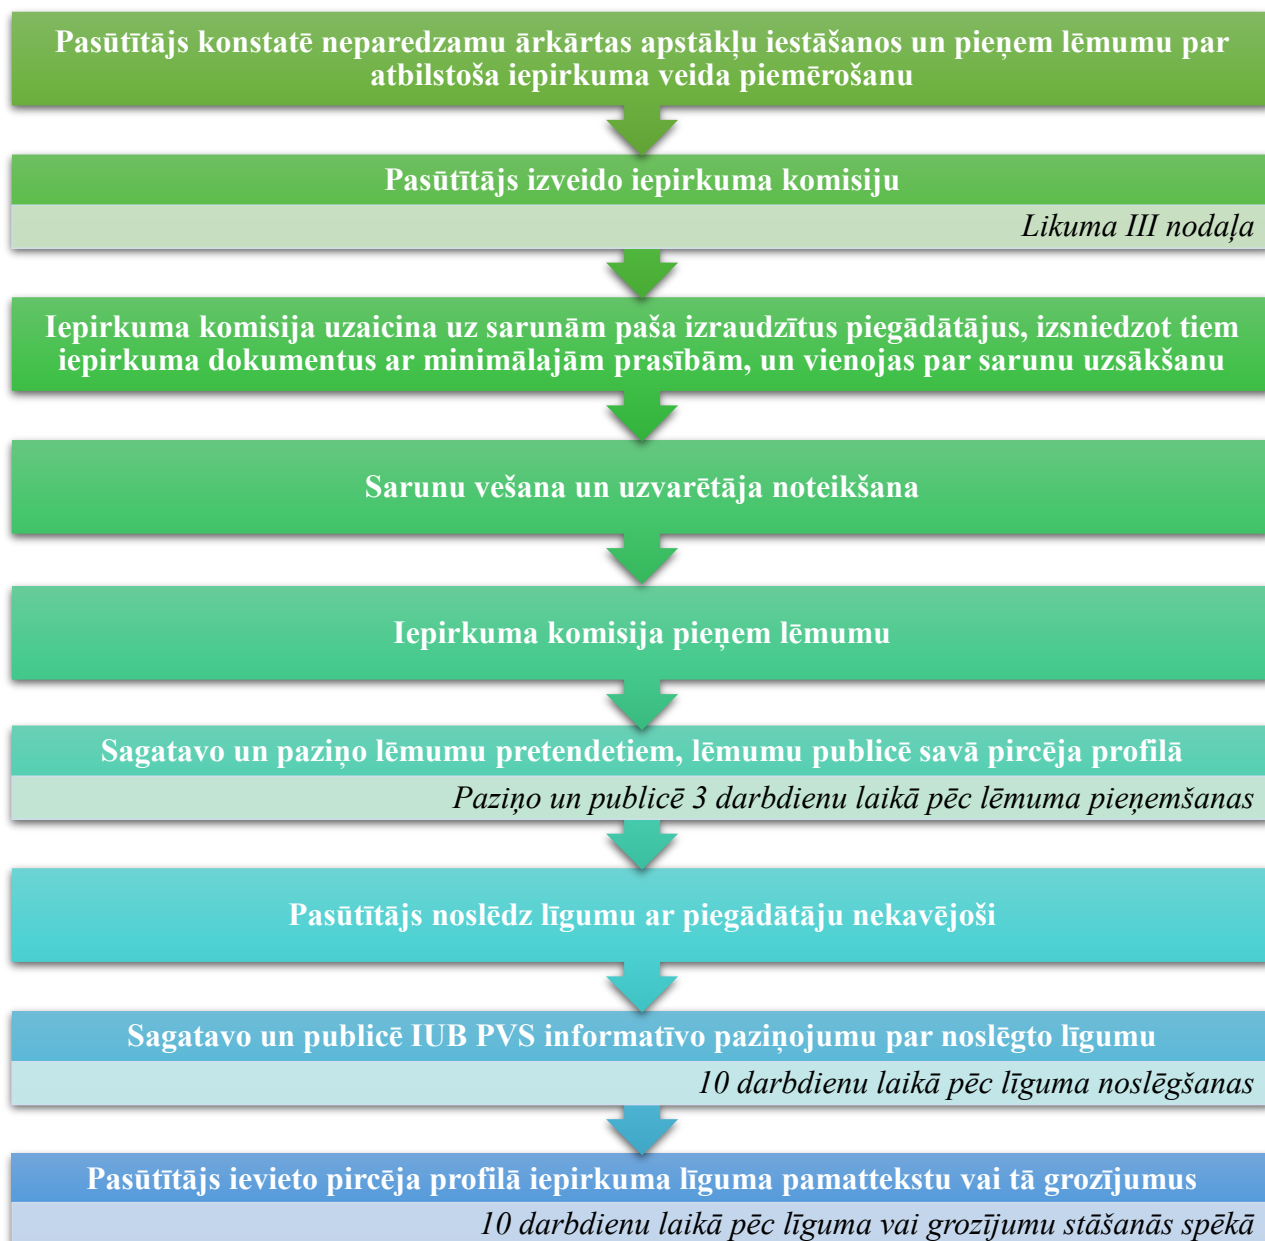 Pasūtītājs konstatē neparedzamu ārkārtas apstākļu iestāšanos un pieņem lēmumu par
atbilstoša iepirkuma veida piemērošanu
Pasūtītājs izveido iepirkuma komisiju
Likuma III nodaļa
Iepirkuma komisija uzaicina uz sarunām paša izraudzītus piegādātājus, izsniedzot tiem
iepirkuma dokumentus ar minimālajām prasībām, un vienojas par sarunu uzsākšanu
Sarunu vešana un uzvarētāja noteikšana
Iepirkuma komisija pieņem lēmumu
Sagatavo un paziņo lēmumu pretendetiem, lēmumu publicē savā pircēja profilā
Paziņo un publicē 3 darbdienu laikā pēc lēmuma pieņemšanas
Pasūtītājs noslēdz līgumu ar piegādātāju nekavējoši
Sagatavo un publicē IUB PVS informatīvo paziņojumu par noslēgto līgumu
10 darbdienu laikā pēc līguma noslēgšanas
Pasūtītājs ievieto pircēja profilā iepirkuma līguma pamattekstu vai tā grozījumus
10 darbdienu laikā pēc līguma vai grozījumu stāšanās spēkā